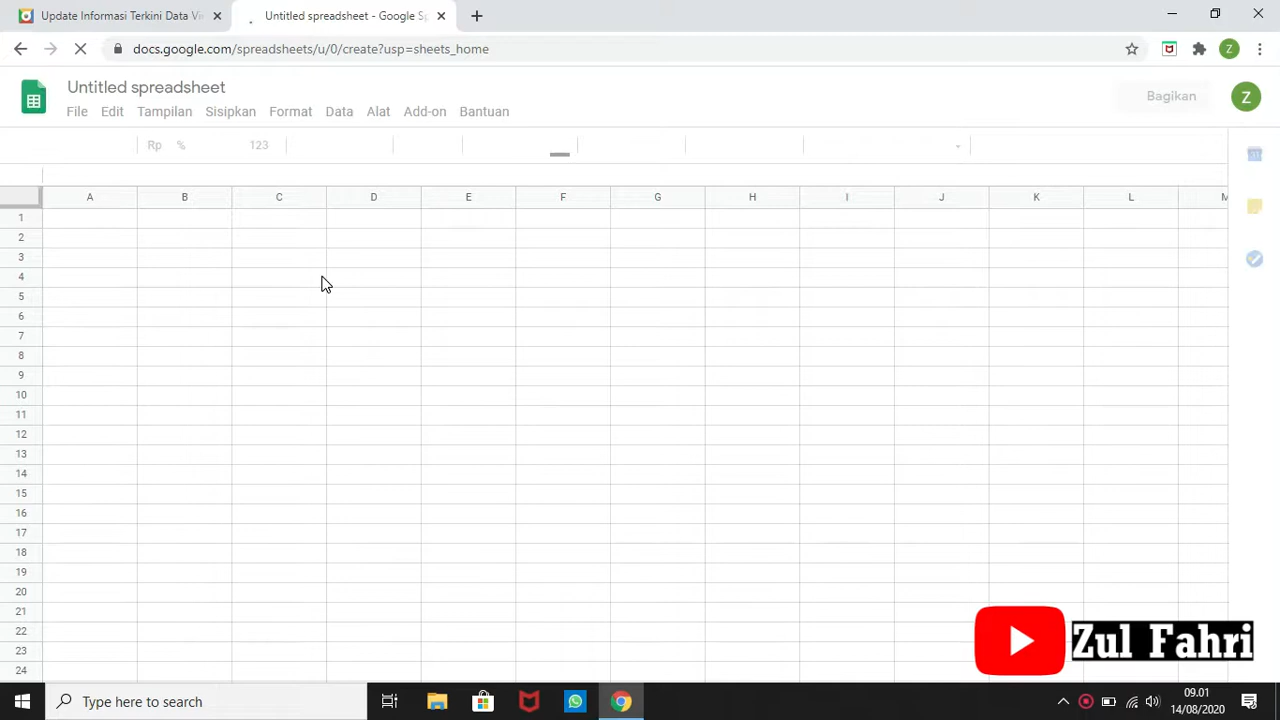 Update Informasi Terkini Data Vi
Untitled spreadsheet - Google Sp
docs.google.com/spreadsheets/u/0/create?usp=sheets_home
Z
Untitled spreadsheet
File Edit Tampilan Sisipkan Format Data Alat Add-on Bantuan
Bagikan
Z
Rp % 123
A B C D E F G H I J K L M
1
2
3
4
5
6
7
8
9
10
11
12
13
14
15
16
17
18
19
20
21
22
23
24
Zul Fahri
Type here to search
09.01
14/08/2020